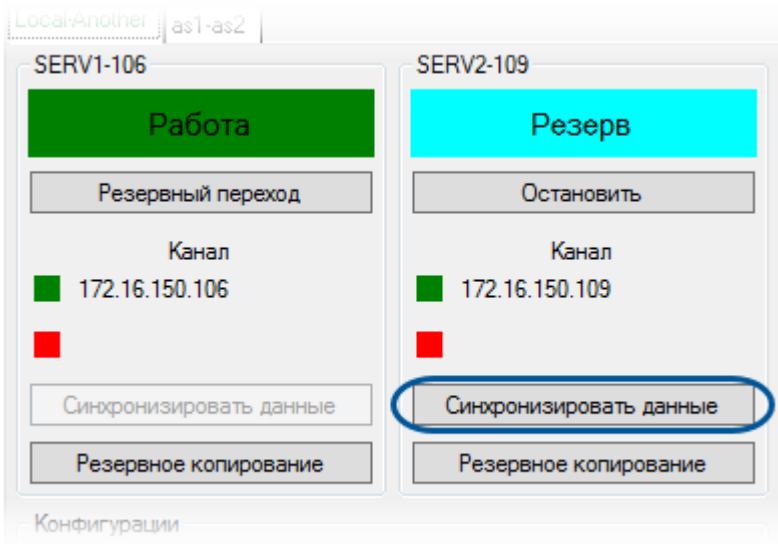 Local-Another as1-as2
SERV1-106
Работа
Резервный переход
Канал
172.16.150.106
Синхронизировать данные
Резервное копирование
SERV2-109
Резерв
Остановить
Канал
172.16.150.109
Синхронизировать данные
Резервное копирование
Конфигурации